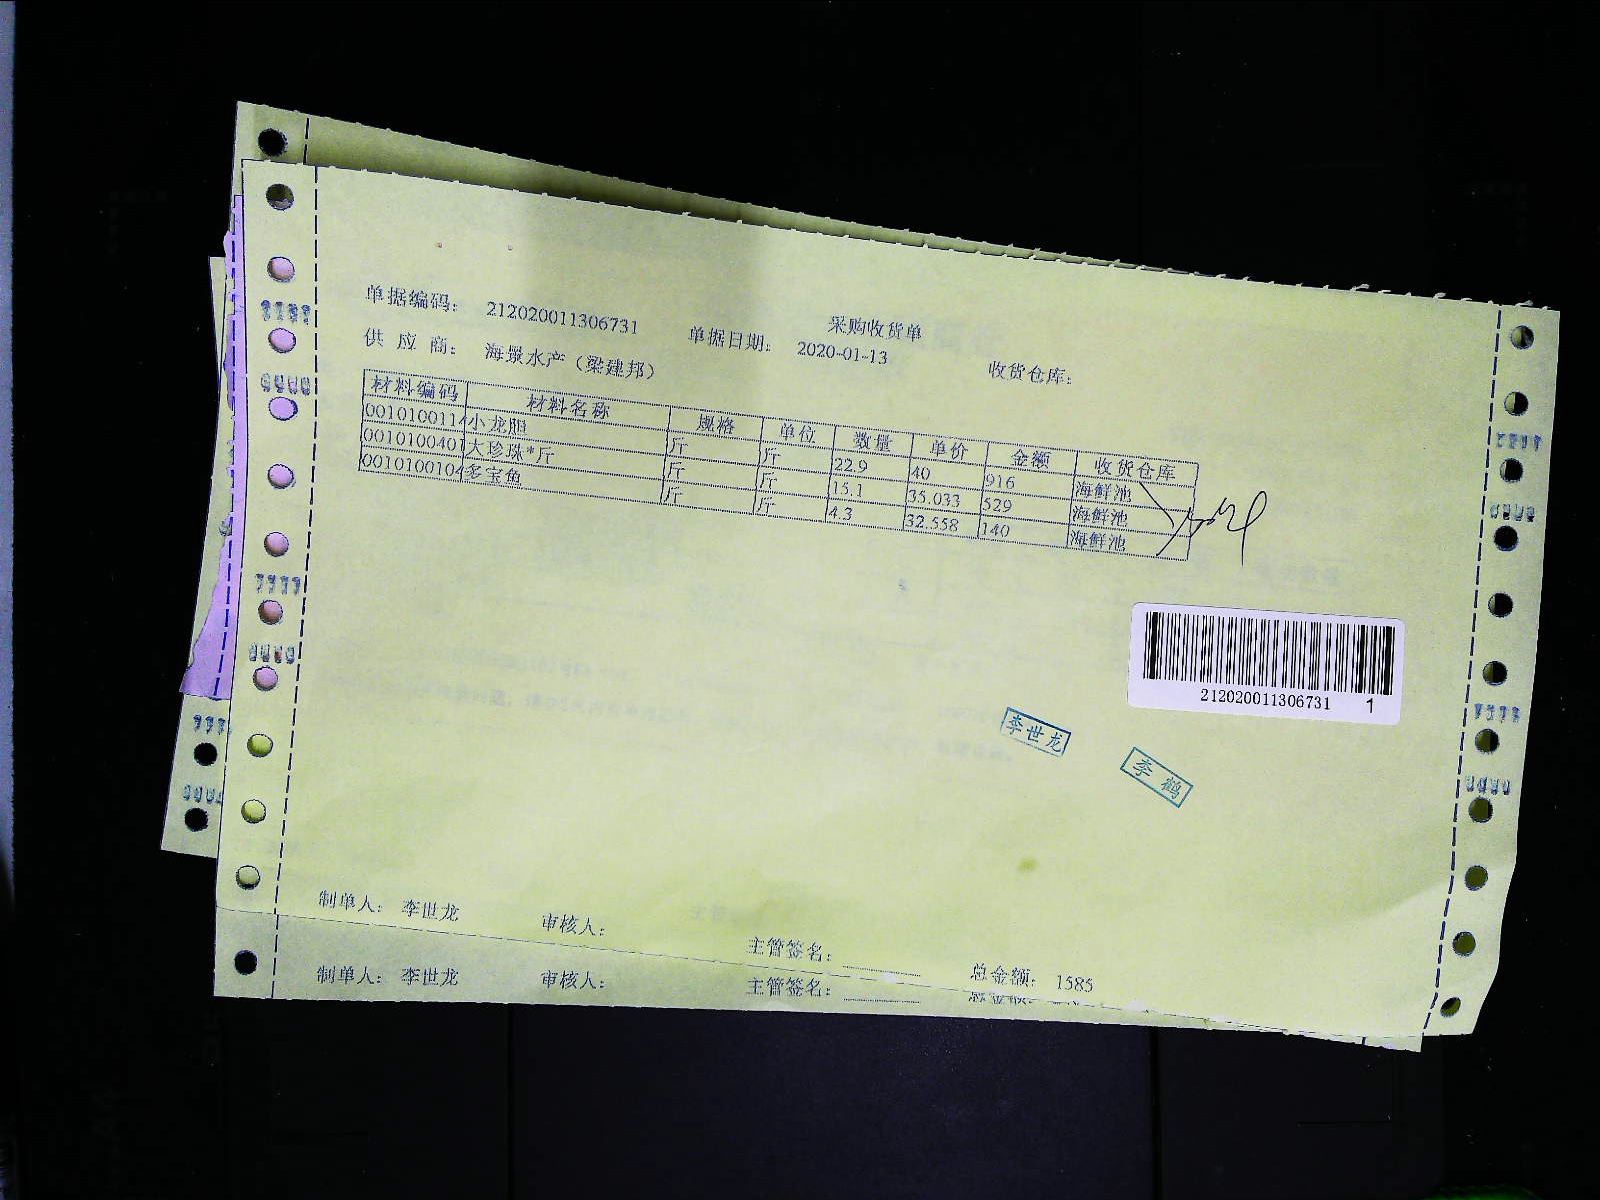 采购收货单
单据编码： 212020011306731 单据日期： 2020-01-13 收货仓库：
供 应 商： 海景水产（梁建邦）
材料编码 材料名称 规格 单位 数量 单价 金额 收货仓库
0010100114 小龙胆 斤 斤 22.9 40 916 海鲜池
0010100401 大珍珠*斤 斤 斤 15.1 35.033 529 海鲜池
0010100104 多宝鱼 斤 斤 4.3 32.558 140 海鲜池
212020011306731 1
李世龙
李鹤
制单人： 李世龙 审核人： 主管签名： 总金额： 1585
制单人： 李世龙 审核人： 主管签名： 总金额：